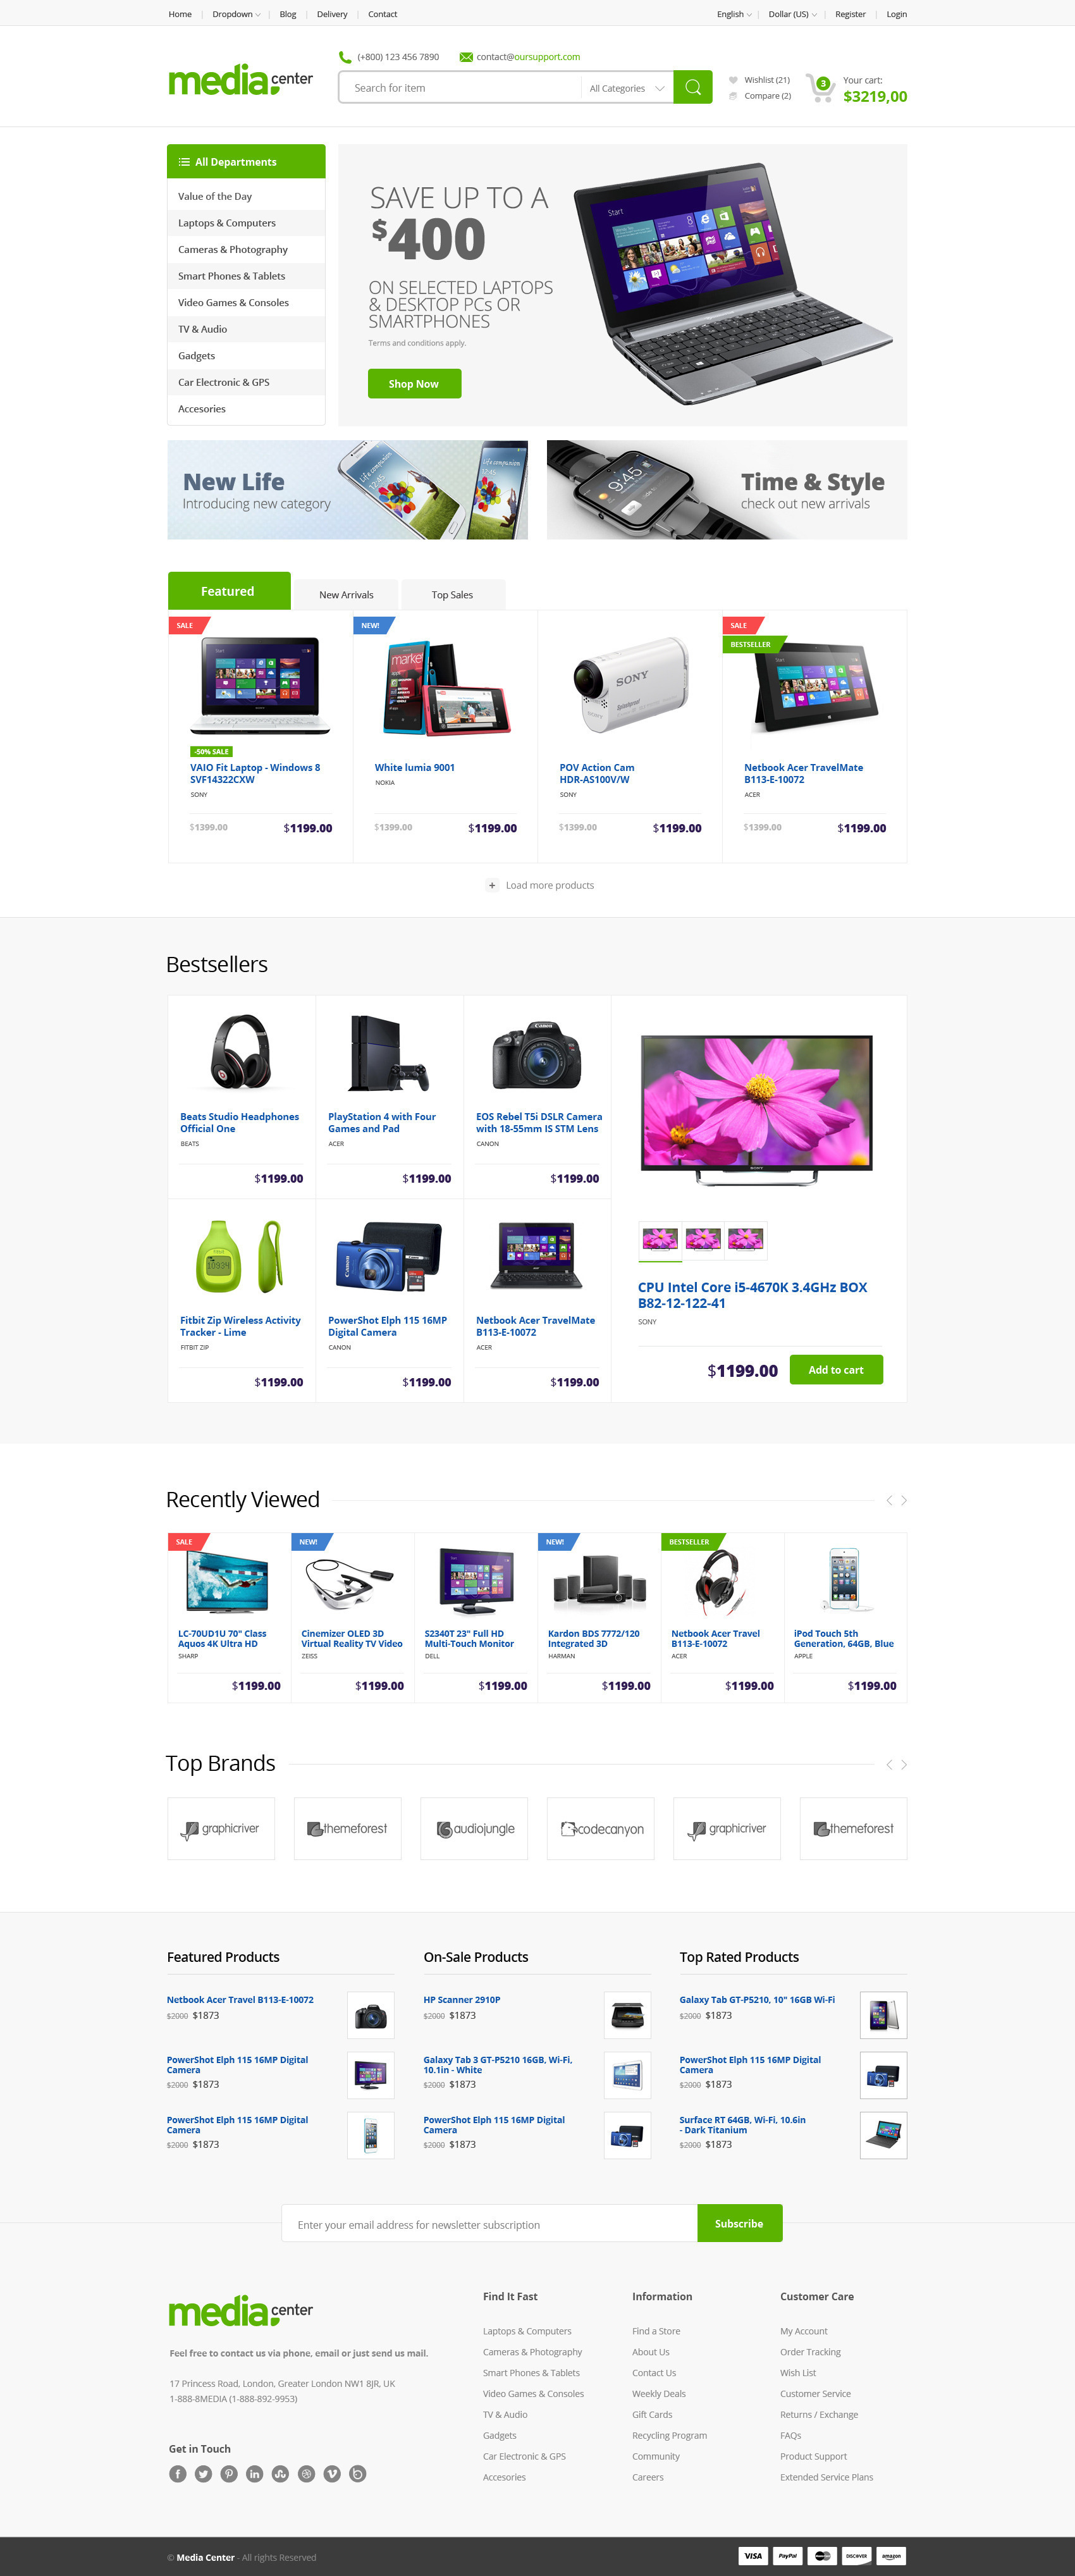 Home
Dropdown
Blog
Delivery
Contact
English
Dollar (US)
Register
Login
media center
(+800) 123 456 7890
contact@oursupport.com
Search for item
All Categories
Wishlist (21)
Compare (2)
3
Your cart:
$3219,00
All Departments
Value of the Day
Laptops & Computers
Cameras & Photography
Smart Phones & Tablets
Video Games & Consoles
TV & Audio
Gadgets
Car Electronic & GPS
Accesories
SAVE UP TO A
$400
ON SELECTED LAPTOPS
& DESKTOP PCs OR
SMARTPHONES
Terms and conditions apply.
Shop Now
Start
New Life
Introducing new category
Life companion
12:45
Life companion
12:45
9:45
Time & Style
check out new arrivals
Featured
New Arrivals
Top Sales
SALE
Start
-50% SALE
VAIO Fit Laptop - Windows 8
SVF14322CXW
SONY
$1399.00
$1199.00
NEW!
market
White lumia 9001
NOKIA
$1399.00
$1199.00
SONY
POV Action Cam
HDR-AS100V/W
SONY
$1399.00
$1199.00
SALE
BESTSELLER
Start
Netbook Acer TravelMate
B113-E-10072
ACER
$1399.00
$1199.00
+ Load more products
Bestsellers
Beats Studio Headphones
Official One
BEATS
$1199.00
PlayStation 4 with Four
Games and Pad
ACER
$1199.00
Canon
EOS Rebel T5i DSLR Camera
with 18-55mm IS STM Lens
CANON
$1199.00
Fitbit Zip Wireless Activity
Tracker - Lime
FITBIT ZIP
$1199.00
Canon
PowerShot Elph 115 16MP
Digital Camera
CANON
$1199.00
Netbook Acer TravelMate
B113-E-10072
ACER
$1199.00
SONY
CPU Intel Core i5-4670K 3.4GHz BOX
B82-12-122-41
SONY
$1199.00
Add to cart
Recently Viewed
SALE
LC-70UD1U 70" Class
Aquos 4K Ultra HD
SHARP
$1199.00
NEW!
Cinemizer OLED 3D
Virtual Reality TV Video
ZEISS
$1199.00
S2340T 23" Full HD
Multi-Touch Monitor
DELL
$1199.00
NEW!
Kardon BDS 7772/120
Integrated 3D
HARMAN
$1199.00
BESTSELLER
Netbook Acer Travel
B113-E-10072
ACER
$1199.00
iPod Touch 5th
Generation, 64GB, Blue
APPLE
$1199.00
Top Brands
graphicriver
themeforest
audiojungle
codecanyon
graphicriver
themeforest
Featured Products
Netbook Acer Travel B113-E-10072
$2000 $1873
PowerShot Elph 115 16MP Digital
Camera
$2000 $1873
PowerShot Elph 115 16MP Digital
Camera
$2000 $1873
On-Sale Products
HP Scanner 2910P
$2000 $1873
Galaxy Tab 3 GT-P5210 16GB, Wi-Fi,
10.1in - White
$2000 $1873
PowerShot Elph 115 16MP Digital
Camera
$2000 $1873
Top Rated Products
Galaxy Tab GT-P5210, 10" 16GB Wi-Fi
$2000 $1873
PowerShot Elph 115 16MP Digital
Camera
$2000 $1873
Surface RT 64GB, Wi-Fi, 10.6in
- Dark Titanium
$2000 $1873
Enter your email address for newsletter subscription
Subscribe
media center
Feel free to contact us via phone, email or just send us mail.
17 Princess Road, London, Greater London NW1 8JR, UK
1-888-8MEDIA (1-888-892-9953)
Get in Touch
Find It Fast
Laptops & Computers
Cameras & Photography
Smart Phones & Tablets
Video Games & Consoles
TV & Audio
Gadgets
Car Electronic & GPS
Accesories
Information
Find a Store
About Us
Contact Us
Weekly Deals
Gift Cards
Recycling Program
Community
Careers
Customer Care
My Account
Order Tracking
Wish List
Customer Service
Returns / Exchange
FAQs
Product Support
Extended Service Plans
© Media Center - All rights Reserved
VISA
PayPal
MasterCard
DISCOVER
amazon